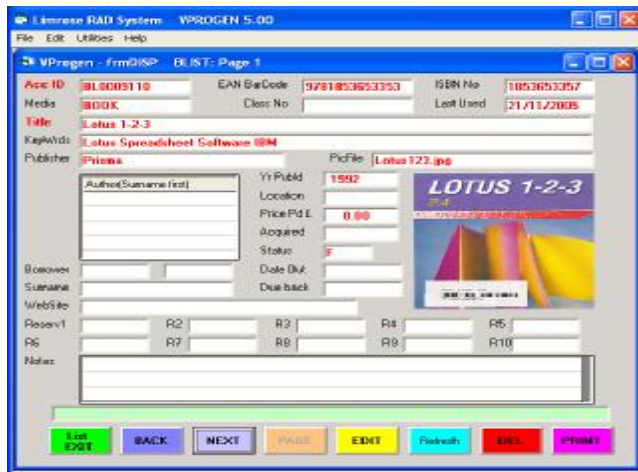 Limrose RAD System VPROGEN 5.00
File Edit Utilities Help
VProgen - frmDISP BLIST: Page 1
Acc ID BL0009110 EAN BarCode 9781853653353 ISBN No 1853653357
Media BOOK Class No Last Used 21/11/2005
Title Lotus 1-2-3
KeyWrds Lotus Spreadsheet Software IBM
Publisher Prisma PicFile Lotus123.jpg
Author(Surname first) Yr Publd 1992
Location
Price Pd £ 0.00
Acquired
Status F
LOTUS 1-2-3
Borrower Date Out
Surname Due back
WebSite
Reserv1 R2 R3 R4 R5
R6 R7 R8 R9 R10
Notes
List EXIT BACK NEXT PAGE EDIT Refresh DEL PRINT